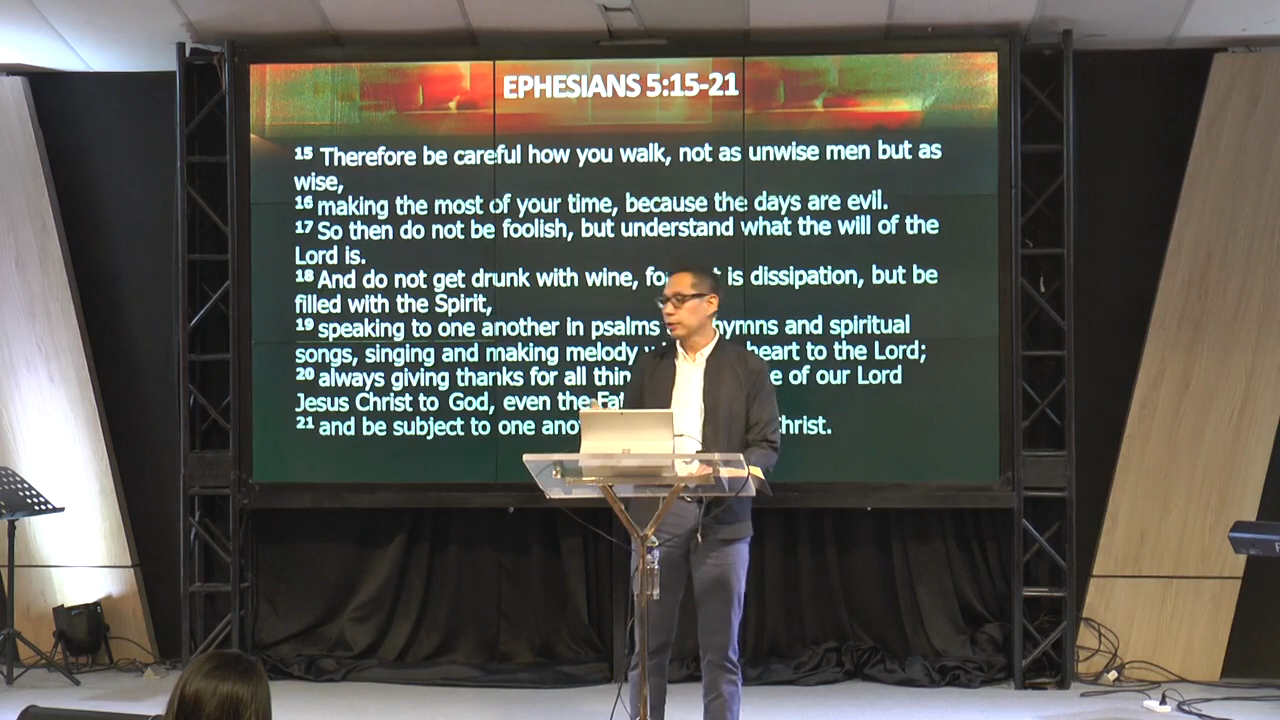 EPHESIANS 5:15-21
15 Therefore be careful how you walk, not as unwise men but as
wise,
16 making the most of your time, because the days are evil.
17 So then do not be foolish, but understand what the will of the
Lord is.
18 And do not get drunk with wine, is dissipation, but be
filled with the Spirit,
19 speaking to one another in psalms hymns and spiritual
songs, singing and making melody heart to the Lord;
20 always giving thanks for all of our Lord
Jesus Christ to God, even the
21 and be subject to one Christ.